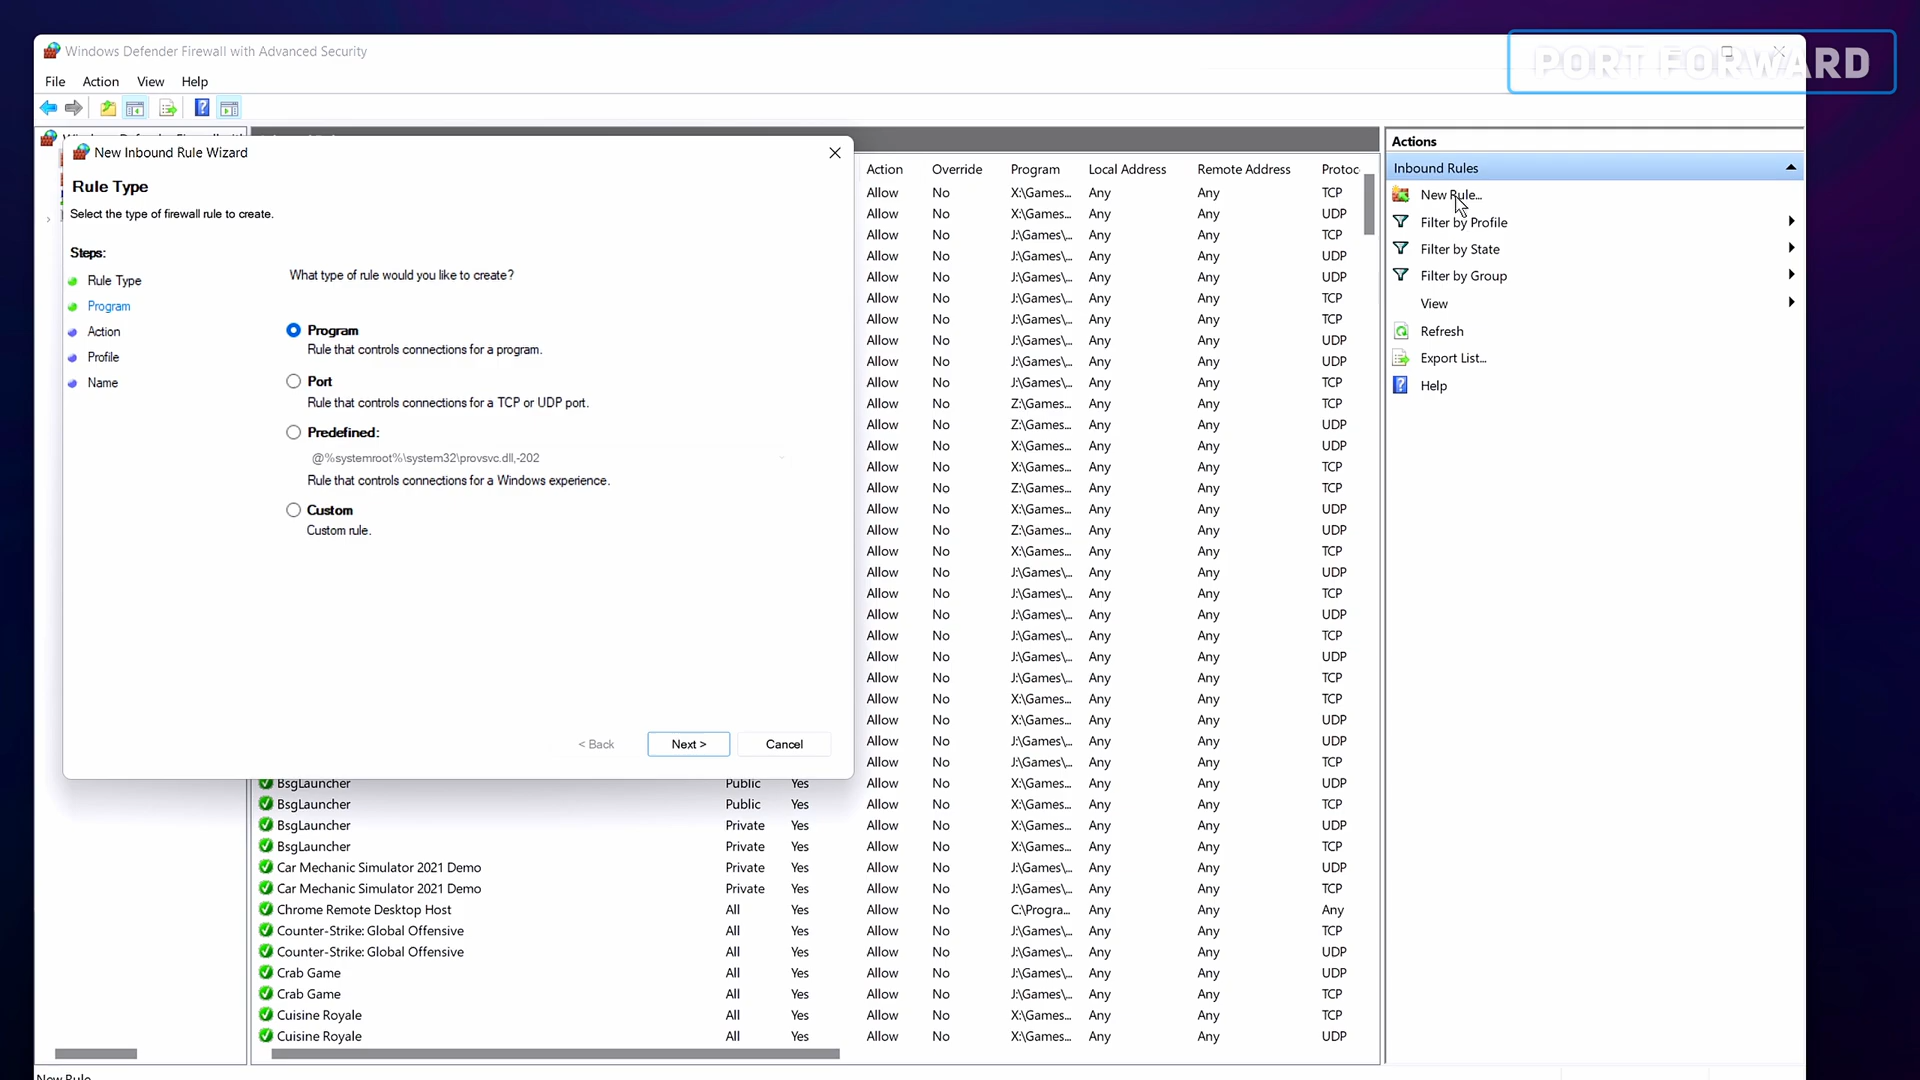 PORT FORWARD
Windows Defender Firewall with Advanced Security
File Action View Help
New Inbound Rule Wizard
Rule Type
Select the type of firewall rule to create.
Steps:
Rule Type
Program
Action
Profile
Name
What type of rule would you like to create?
Program
Rule that controls connections for a program.
Port
Rule that controls connections for a TCP or UDP port.
Predefined:
@%systemroot%\system32\provsvc.dll,-202
Rule that controls connections for a Windows experience.
Custom
Custom rule.
< Back Next > Cancel
Action Override Program Local Address Remote Address Protoc
Allow No X:\Games... Any Any TCP
Allow No X:\Games... Any Any UDP
Allow No J:\Games\... Any Any TCP
Allow No J:\Games\... Any Any UDP
Allow No J:\Games\... Any Any UDP
Allow No J:\Games\... Any Any TCP
Allow No J:\Games\... Any Any TCP
Allow No J:\Games\... Any Any UDP
Allow No J:\Games\... Any Any UDP
Allow No J:\Games\... Any Any TCP
Allow No Z:\Games... Any Any TCP
Allow No Z:\Games... Any Any UDP
Allow No X:\Games... Any Any UDP
Allow No X:\Games... Any Any TCP
Allow No Z:\Games... Any Any TCP
Allow No X:\Games... Any Any UDP
Allow No Z:\Games... Any Any UDP
Allow No X:\Games... Any Any TCP
Allow No J:\Games\... Any Any UDP
Allow No J:\Games\... Any Any TCP
Allow No J:\Games\... Any Any UDP
Allow No J:\Games\... Any Any TCP
Allow No J:\Games\... Any Any UDP
Allow No J:\Games\... Any Any TCP
Allow No X:\Games... Any Any TCP
Allow No X:\Games... Any Any UDP
Allow No X:\Games... Any Any UDP
Allow No X:\Games... Any Any TCP
BsgLauncher Public Yes Allow No X:\Games... Any Any UDP
BsgLauncher Public Yes Allow No X:\Games... Any Any TCP
BsgLauncher Private Yes Allow No X:\Games... Any Any UDP
BsgLauncher Private Yes Allow No X:\Games... Any Any TCP
Car Mechanic Simulator 2021 Demo Private Yes Allow No J:\Games\... Any Any UDP
Car Mechanic Simulator 2021 Demo Private Yes Allow No J:\Games\... Any Any TCP
Chrome Remote Desktop Host All Yes Allow No C:\Progra... Any Any Any
Counter-Strike: Global Offensive All Yes Allow No J:\Games\... Any Any TCP
Counter-Strike: Global Offensive All Yes Allow No J:\Games\... Any Any UDP
Crab Game All Yes Allow No J:\Games\... Any Any UDP
Crab Game All Yes Allow No J:\Games\... Any Any TCP
Cuisine Royale All Yes Allow No X:\Games... Any Any TCP
Cuisine Royale All Yes Allow No X:\Games... Any Any UDP
Actions
Inbound Rules
New Rule...
Filter by Profile
Filter by State
Filter by Group
View
Refresh
Export List...
Help
New Rule